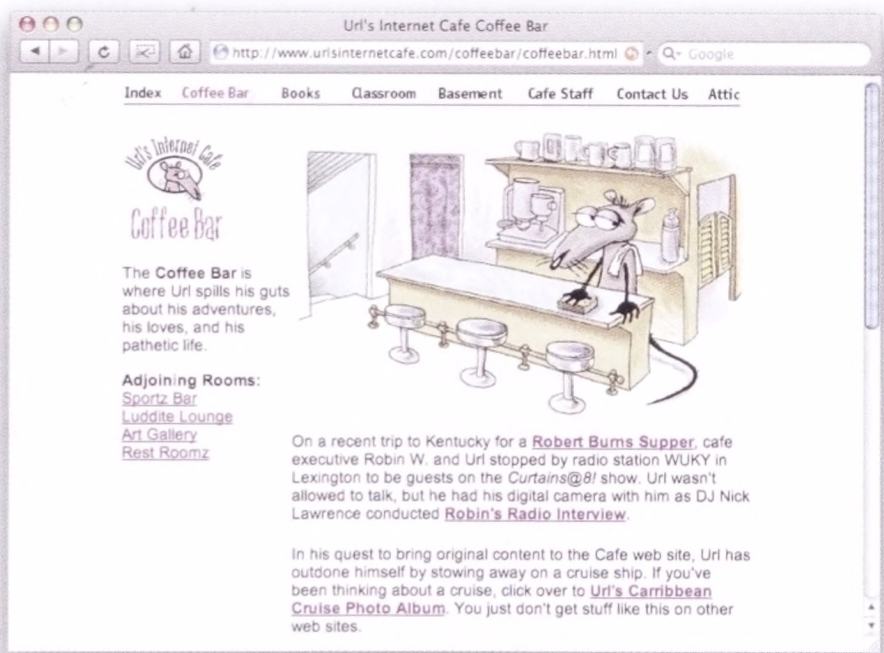 Url's Internet Cafe Coffee Bar
http://www.urlsinternetcafe.com/coffeebar/coffeebar.html
Google
Index Coffee Bar Books Classroom Basement Cafe Staff Contact Us Attic
Url's Internet Cafe
Coffee Bar
The Coffee Bar is
where Url spills his guts
about his adventures,
his loves, and his
pathetic life.
Adjoining Rooms:
Sportz Bar
Luddite Lounge
Art Gallery
Rest Roomz
On a recent trip to Kentucky for a Robert Burns Supper, cafe
executive Robin W. and Url stopped by radio station WUKY in
Lexington to be guests on the Curtains@8! show. Url wasn't
allowed to talk, but he had his digital camera with him as DJ Nick
Lawrence conducted Robin's Radio Interview.
In his quest to bring original content to the Cafe web site, Url has
outdone himself by stowing away on a cruise ship. If you've
been thinking about a cruise, click over to Url's Carribbean
Cruise Photo Album. You just don't get stuff like this on other
web sites.